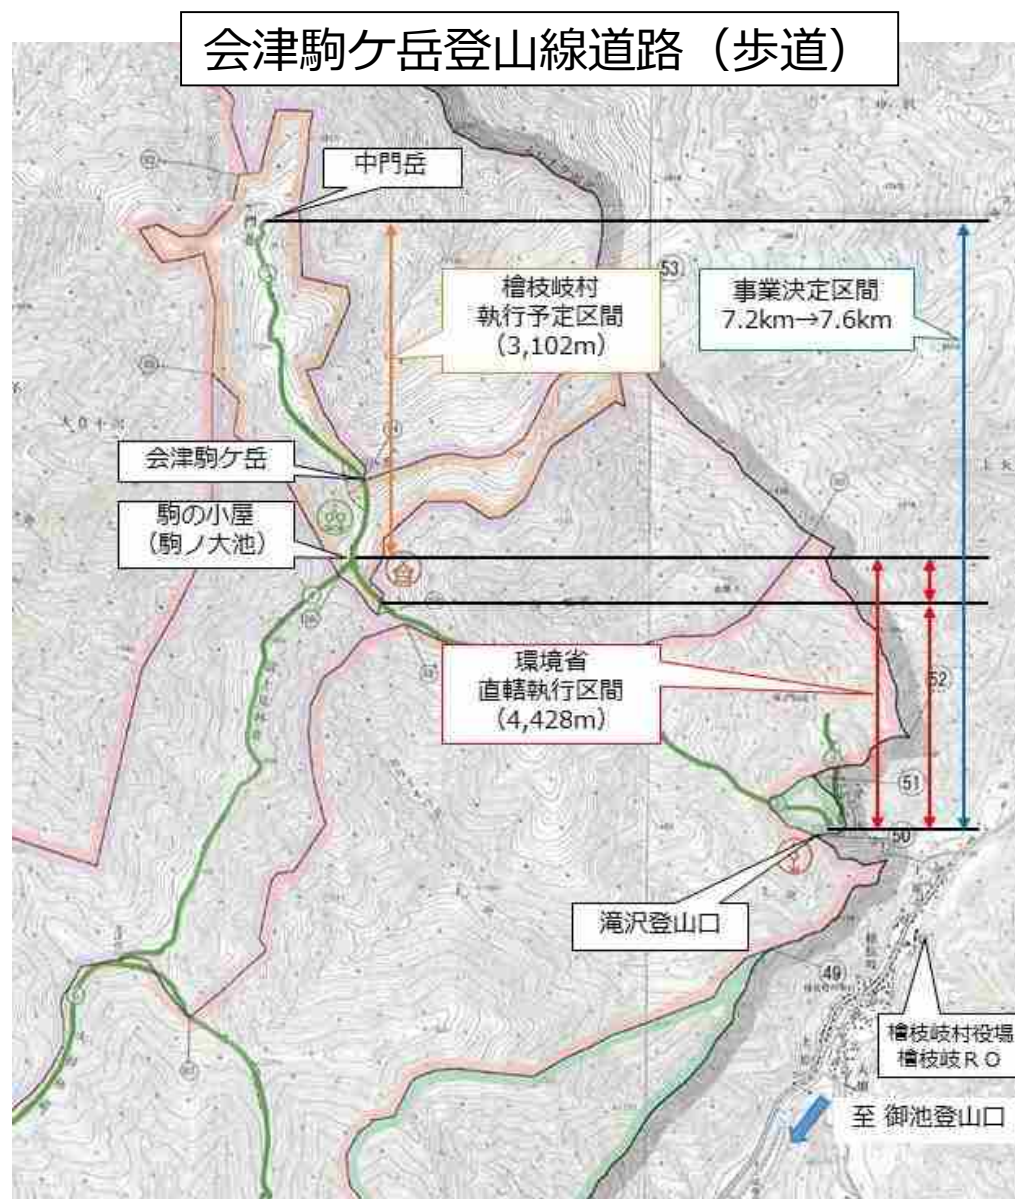 会津駒ケ岳登山線道路（歩道）
中門岳
53
檜枝岐村
執行予定区間
（3,102m）
事業決定区間
7.2km→7.6km
会津駒ケ岳
駒の小屋
（駒ノ大池）
環境省
直轄執行区間
（4,428m）
52
51
50
滝沢登山口
49
檜枝岐村役場
檜枝岐ＲＯ
至 御池登山口